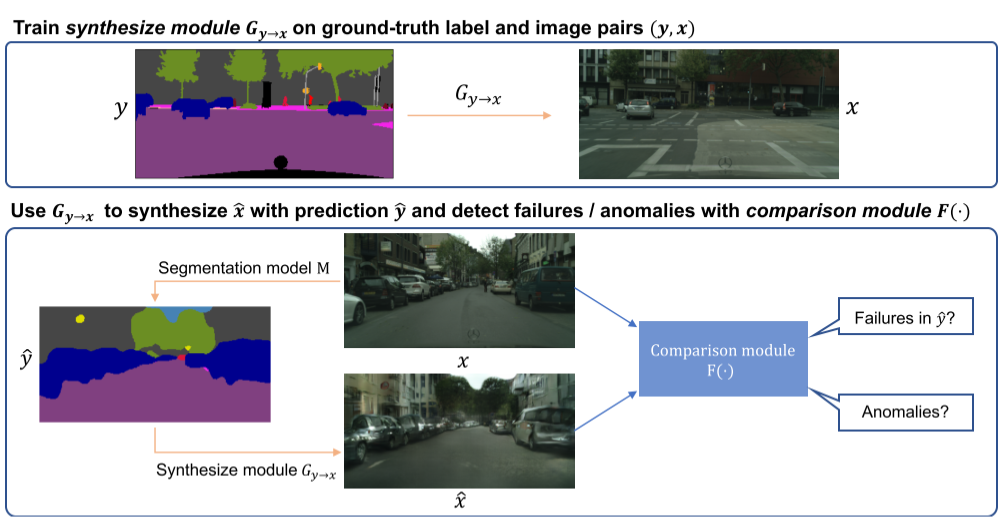 Train synthesize module G_{y→x} on ground-truth label and image pairs (y, x)
y
G_{y→x}
x
Use G_{y→x} to synthesize x̂ with prediction ŷ and detect failures / anomalies with comparison module F(·)
Segmentation model M
ŷ
x
Synthesize module G_{y→x}
x̂
Comparison module
F(·)
Failures in ŷ?
Anomalies?